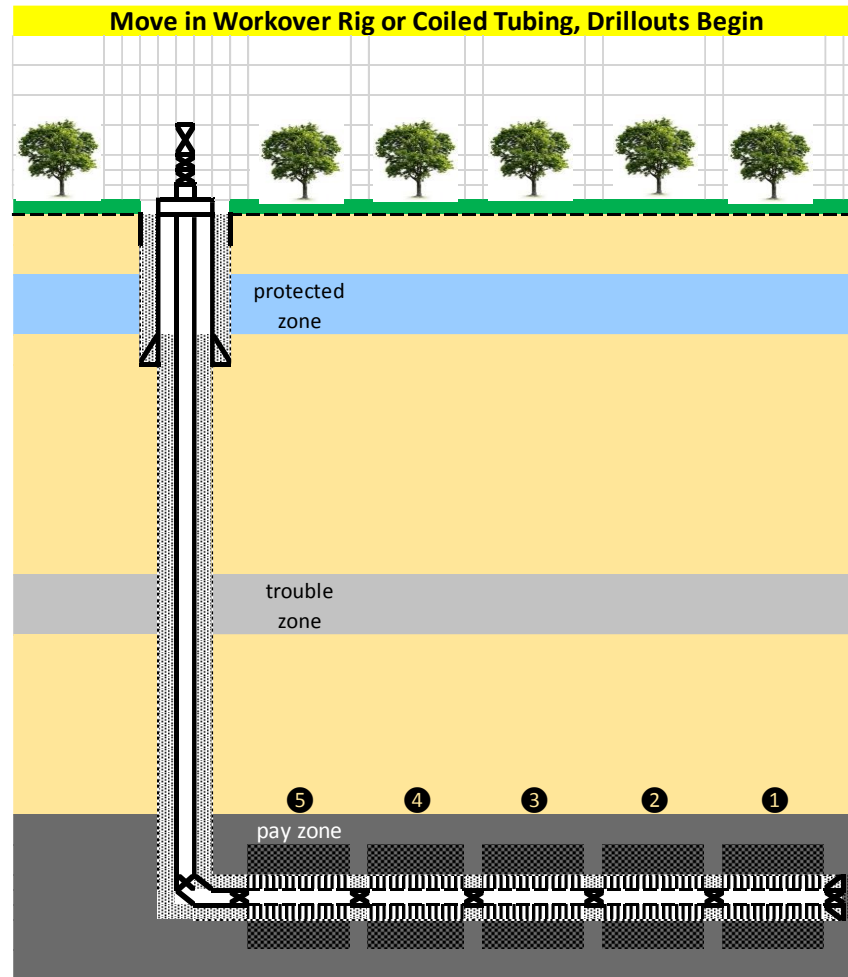 Move in Workover Rig or Coiled Tubing, Drillouts Begin
protected
zone
trouble
zone
❺ ❹ ❸ ❷ ❶
pay zone